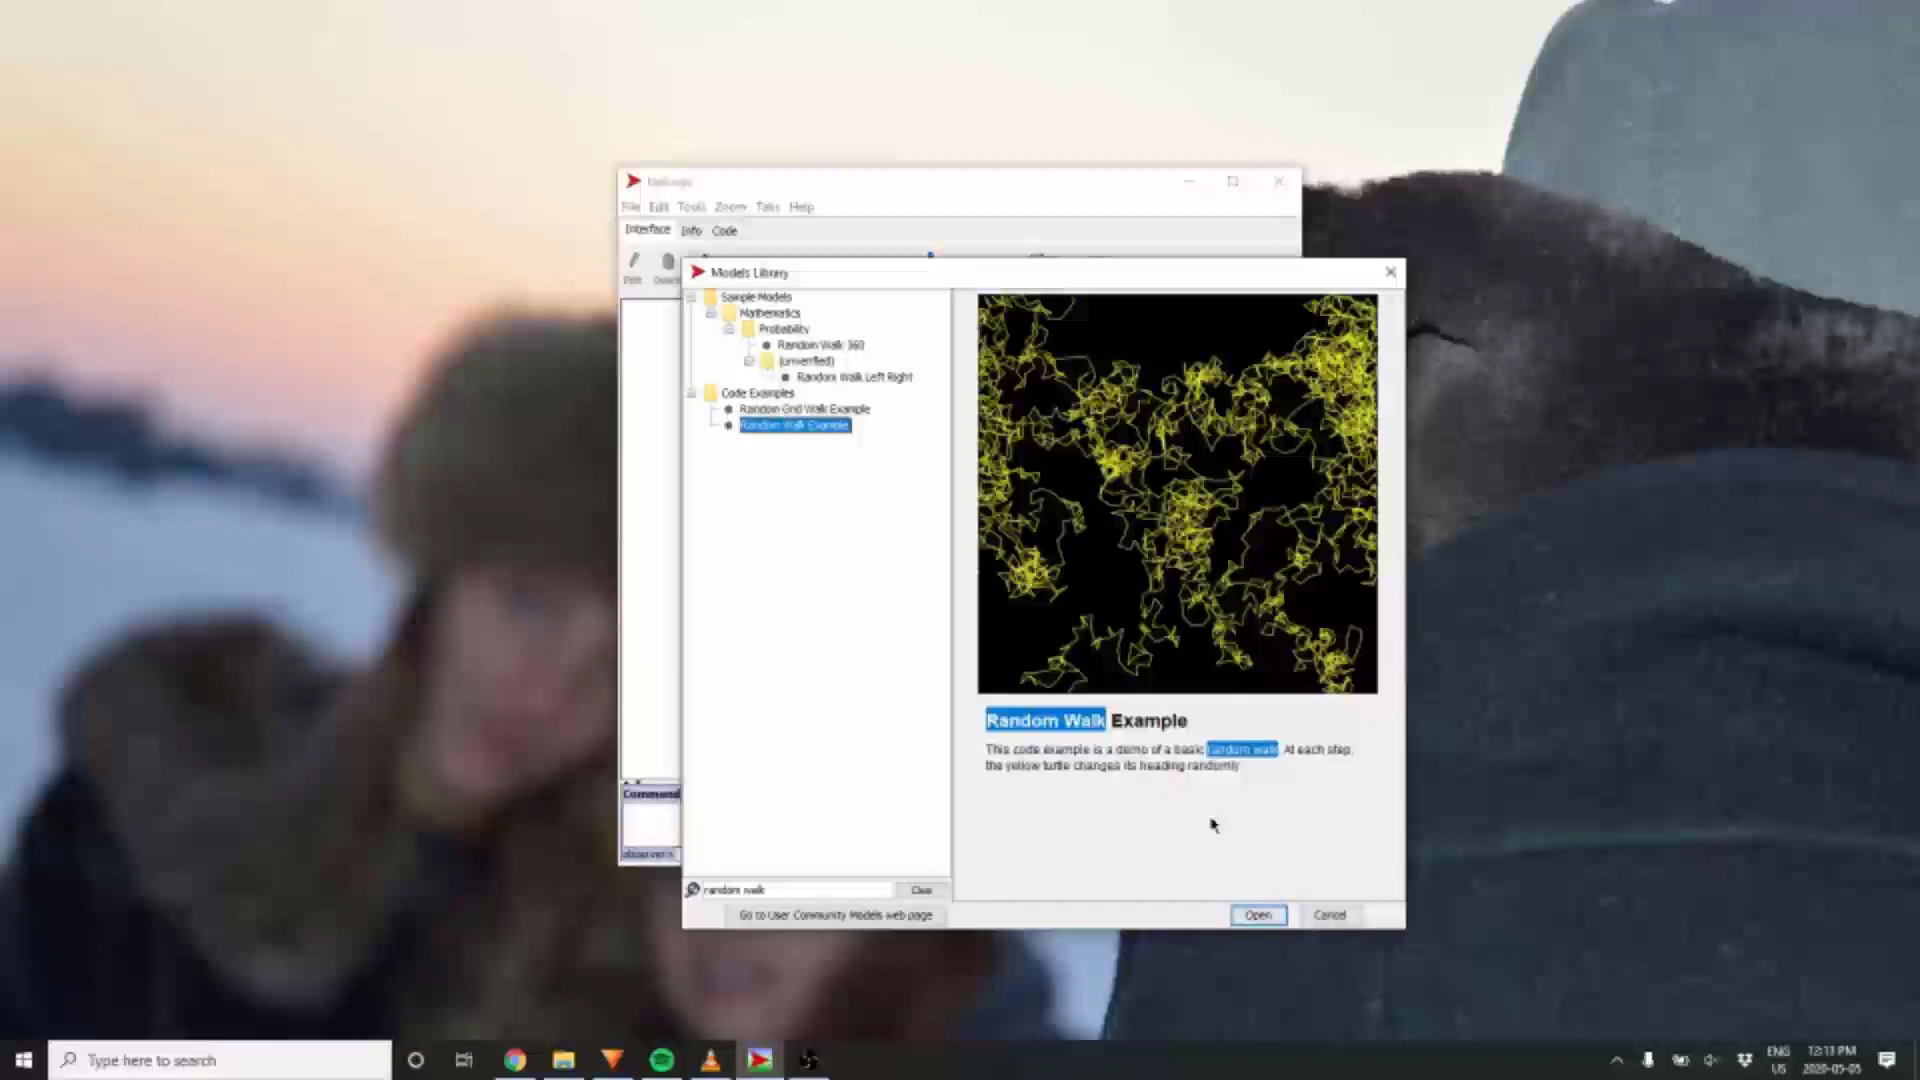 NetLogo
File Edit Tools Zoom Tabs Help
Interface Info Code
Models Library
Sample Models
Mathematics
Probability
Random Walk 360
(unverified)
Random Walk Left Right
Code Examples
Random Grid Walk Example
Random Walk Example
Random Walk Example
This code example is a demo of a basic random walk. At each step,
the yellow turtle changes its heading randomly
Command
observer>
random walk
Clear
Go to User Community Models web page
Open Cancel
Type here to search
ENG
US
12:13 PM
2020-05-05